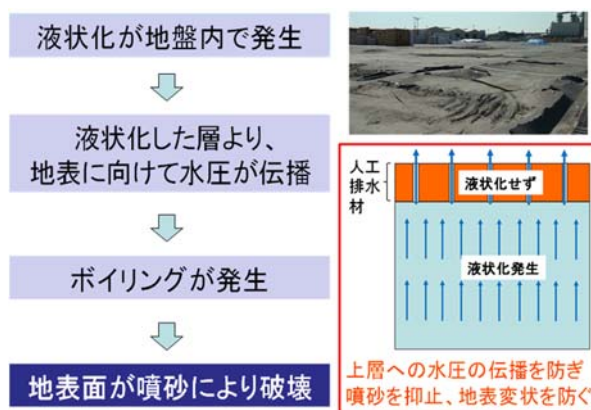 液状化が地盤内で発生
液状化した層より、
地表に向けて水圧が伝播
ボイリングが発生
地表面が噴砂により破壊
人工
排水
材
液状化せず
液状化発生
上層への水圧の伝播を防ぎ
噴砂を抑止、地表変状を防ぐ